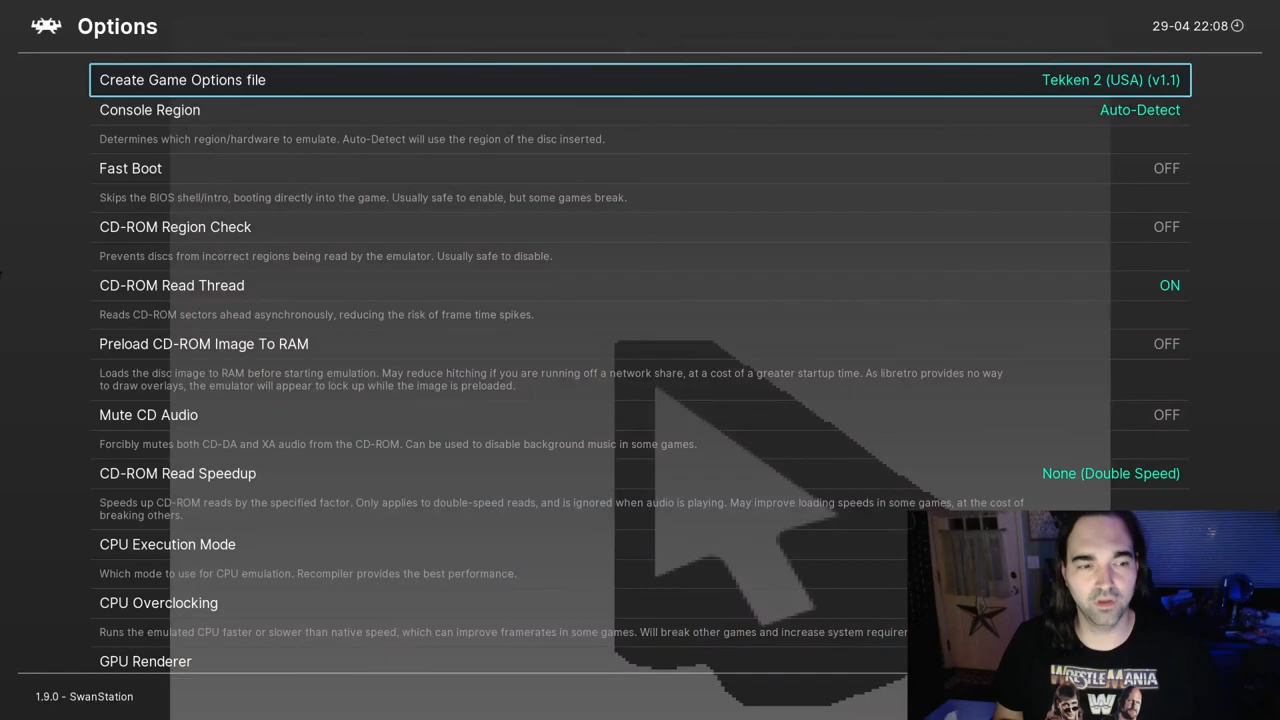 Options
29-04 22:08
Create Game Options file
Tekken 2 (USA) (v1.1)
Console Region
Auto-Detect
Determines which region/hardware to emulate. Auto-Detect will use the region of the disc inserted.
Fast Boot
OFF
Skips the BIOS shell/intro, booting directly into the game. Usually safe to enable, but some games break.
CD-ROM Region Check
OFF
Prevents discs from incorrect regions being read by the emulator. Usually safe to disable.
CD-ROM Read Thread
ON
Reads CD-ROM sectors ahead asynchronously, reducing the risk of frame time spikes.
Preload CD-ROM Image To RAM
OFF
Loads the disc image to RAM before starting emulation. May reduce hitching if you are running off a network share, at a cost of a greater startup time. As libretro provides no way
to draw overlays, the emulator will appear to lock up while the image is preloaded.
Mute CD Audio
OFF
Forcibly mutes both CD-DA and XA audio from the CD-ROM. Can be used to disable background music in some games.
CD-ROM Read Speedup
None (Double Speed)
Speeds up CD-ROM reads by the specified factor. Only applies to double-speed reads, and is ignored when audio is playing. May improve loading speeds in some games, at the cost of
breaking others.
CPU Execution Mode
Which mode to use for CPU emulation. Recompiler provides the best performance.
CPU Overclocking
Runs the emulated CPU faster or slower than native speed, which can improve framerates in some games. Will break other games and increase system
GPU Renderer
1.9.0 - SwanStation
WRESTLEMANIA